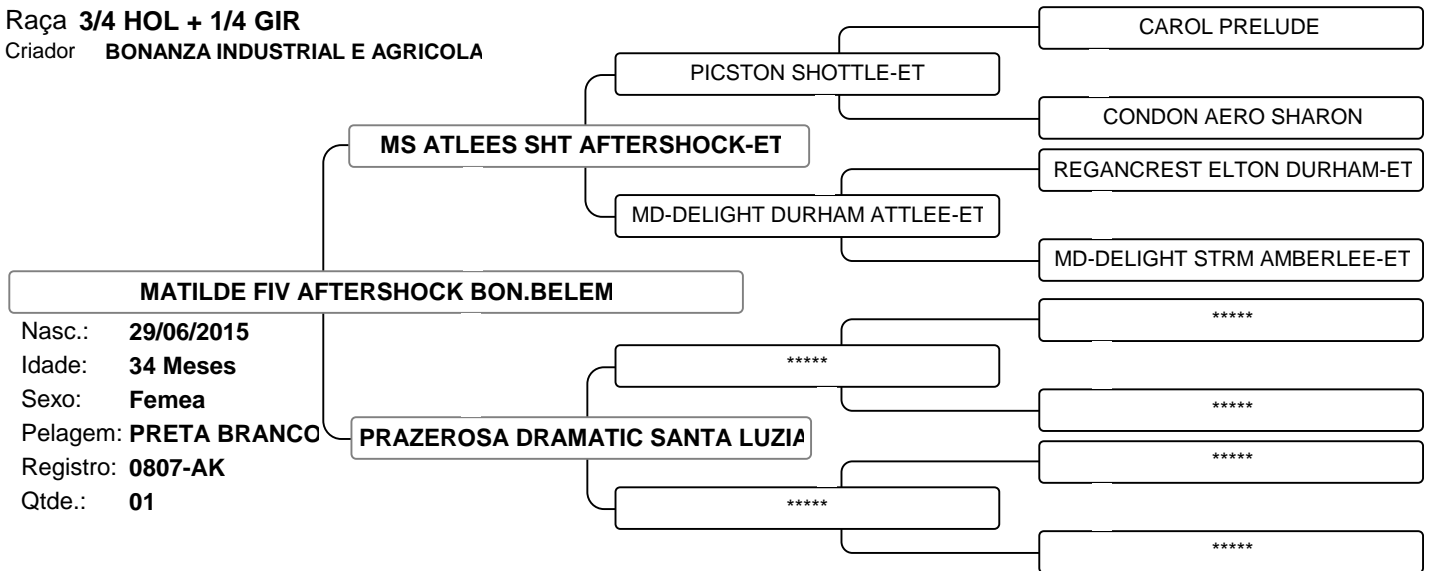 Raça 3/4 HOL + 1/4 GIR
Criador BONANZA INDUSTRIAL E AGRICOLA
CAROL PRELUDE
PICSTON SHOTTLE-ET
CONDON AERO SHARON
MS ATLEES SHT AFTERSHOCK-ET
REGANCREST ELTON DURHAM-ET
MD-DELIGHT DURHAM ATTLEE-ET
MD-DELIGHT STRM AMBERLEE-ET
MATILDE FIV AFTERSHOCK BON.BELEM
Nasc.: 29/06/2015
Idade: 34 Meses
Sexo: Femea
Pelagem: PRETA BRANCO
Registro: 0807-AK
Qtde.: 01
*****
*****
*****
PRAZEROSA DRAMATIC SANTA LUZIA
*****
*****
*****